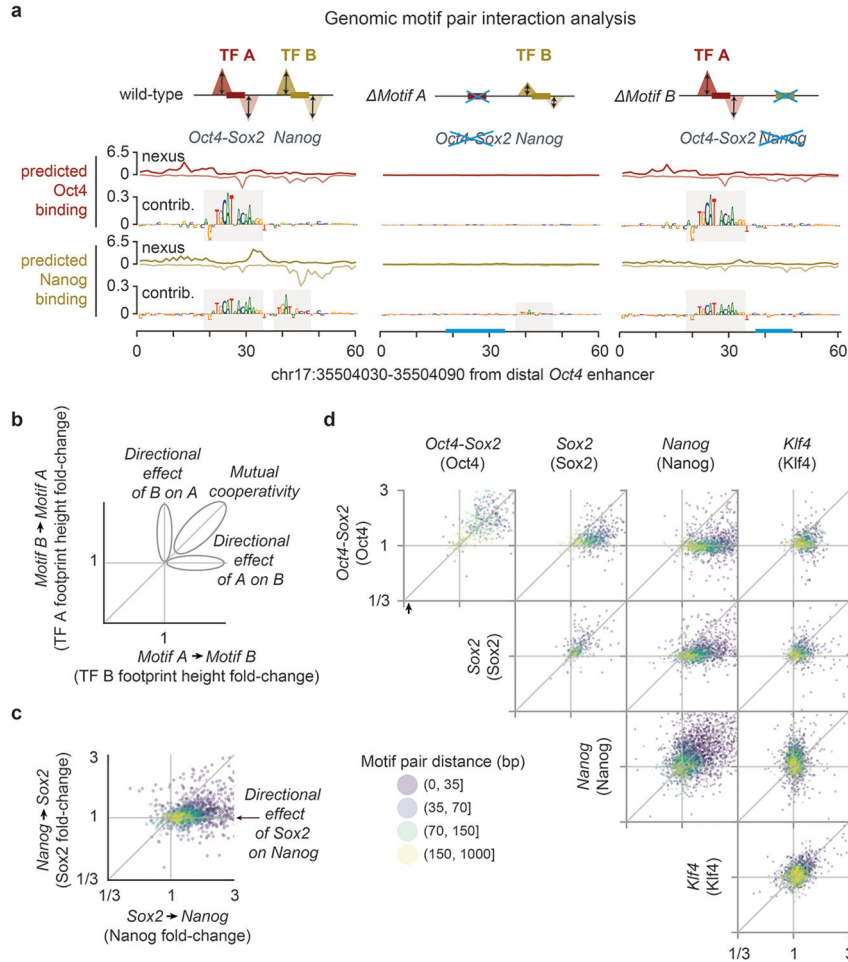 a
Genomic motif pair interaction analysis
TF A TF B
TF B
TF A
wild-type
ΔMotif A
ΔMotif B
Oct4-Sox2 Nanog
Oct4-Sox2 Nanog
Oct4-Sox2 Nanog
predicted Oct4 binding
6.5
nexus
0
0.3
contrib.
0
predicted Nanog binding
6.5
nexus
0
0.3
contrib.
0
0 30 60
0 30 60
0 30 60
chr17:35504030-35504090 from distal Oct4 enhancer
b
Directional
effect
of B on A
Mutual
cooperativity
Directional
effect
of A on B
Motif B → Motif A
(TF A footprint height fold-change)
1
1
Motif A → Motif B
(TF B footprint height fold-change)
c
Nanog → Sox2
(Sox2 fold-change)
3
1
1/3
1/3 1 3
Sox2 → Nanog
(Nanog fold-change)
Directional
effect
of Sox2
on Nanog
Motif pair distance (bp)
(0, 35]
(35, 70]
(70, 150]
(150, 1000]
d
Oct4-Sox2
(Oct4)
Sox2
(Sox2)
Nanog
(Nanog)
Klf4
(Klf4)
Oct4-Sox2
(Oct4)
3
1
1/3
Sox2
(Sox2)
Nanog
(Nanog)
Klf4
(Klf4)
1/3 1 3